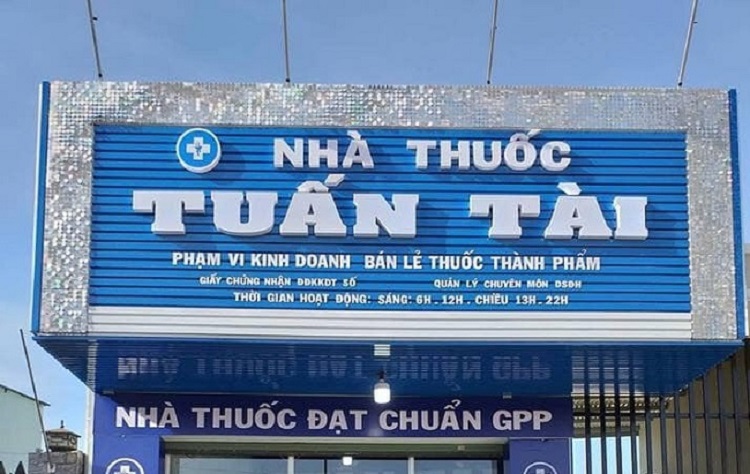 NHÀ THUỐC
TUẤN TÀI
PHẠM VI KINH DOANH BÁN LẺ THUỐC THÀNH PHẨM
GIẤY CHỨNG NHẬN ĐĐKKDT SỐ QUẢN LÝ CHUYÊN MÔN DSĐH
THỜI GIAN HOẠT ĐỘNG: SÁNG: 6H - 12H - CHIỀU 13H - 22H
NHÀ THUỐC ĐẠT CHUẨN GPP